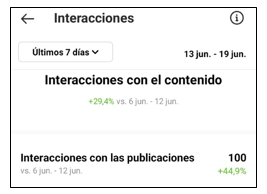 Interacciones
Últimos 7 días
13 jun. - 19 jun.
Interacciones con el contenido
+29,4% vs. 6 jun. - 12 jun.
Interacciones con las publicaciones 100
vs. 6 jun. - 12 jun. +44,9%